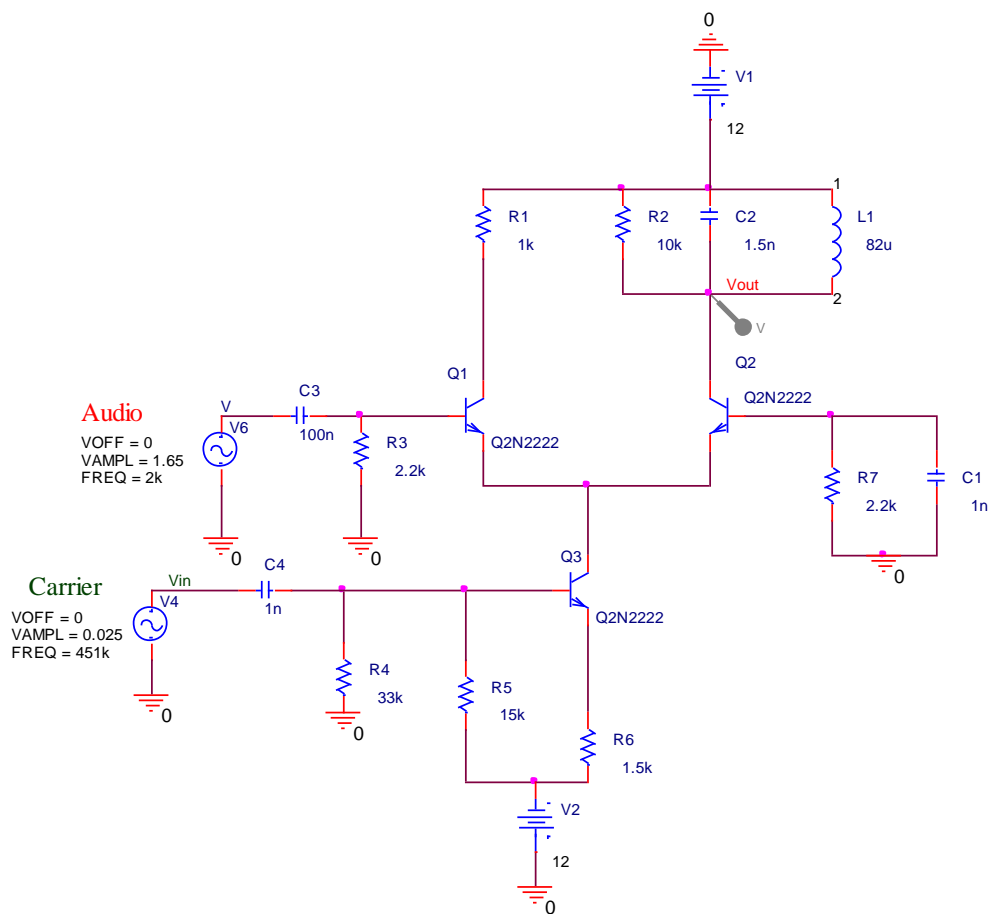 0
V1
12
1
R1
1k
R2
10k
C2
1.5n
L1
82u
Vout
2
V
Q1
Q2
C3
Q2N2222
Audio
V
V6
100n
VOFF = 0
VAMPL = 1.65
FREQ = 2k
R3
2.2k
Q2N2222
R7
2.2k
C1
1n
0
0
Q3
0
C4
Carrier
Vin
V4
1n
VOFF = 0
VAMPL = 0.025
FREQ = 451k
Q2N2222
R4
33k
R5
15k
0
0
R6
1.5k
V2
12
0